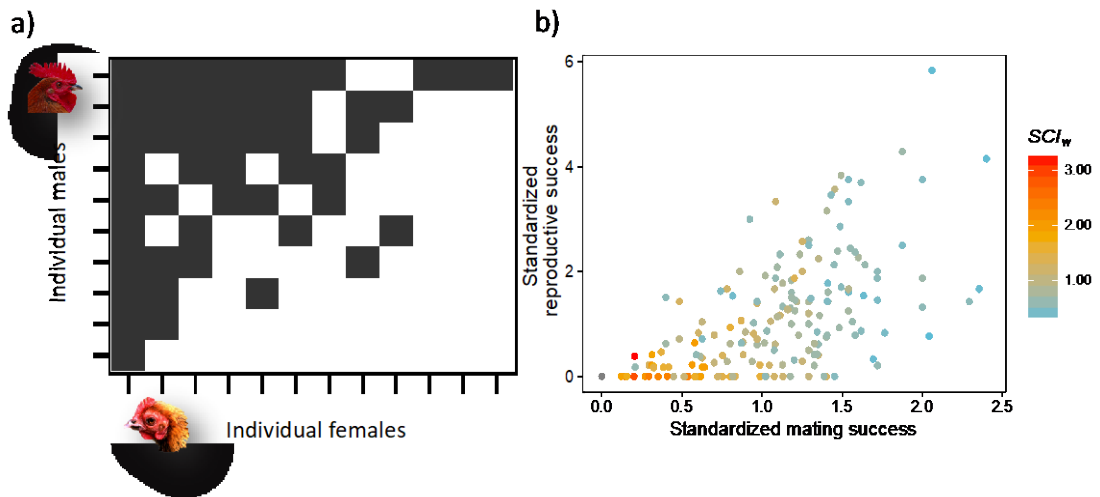 a)
Individual males
Individual females
b)
6
4
2
0
Standardized
reproductive success
0.0 0.5 1.0 1.5 2.0 2.5
Standardized mating success
SCIw
3.00
2.00
1.00